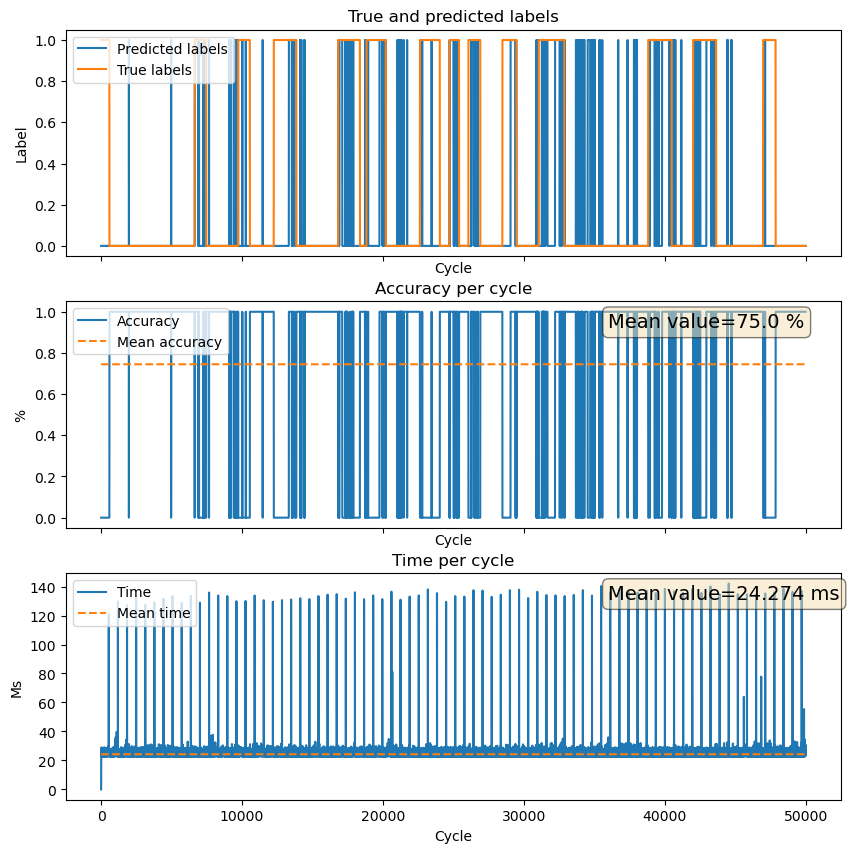 True and predicted labels
1.0
0.8
0.6
0.4
0.2
0.0
Label
Predicted labels
True labels
Cycle
Accuracy per cycle
1.0
0.8
0.6
0.4
0.2
0.0
%
Accuracy
Mean accuracy
Mean value=75.0 %
Cycle
Time per cycle
140
120
100
80
60
40
20
0
Ms
Time
Mean time
Mean value=24.274 ms
0 10000 20000 30000 40000 50000
Cycle